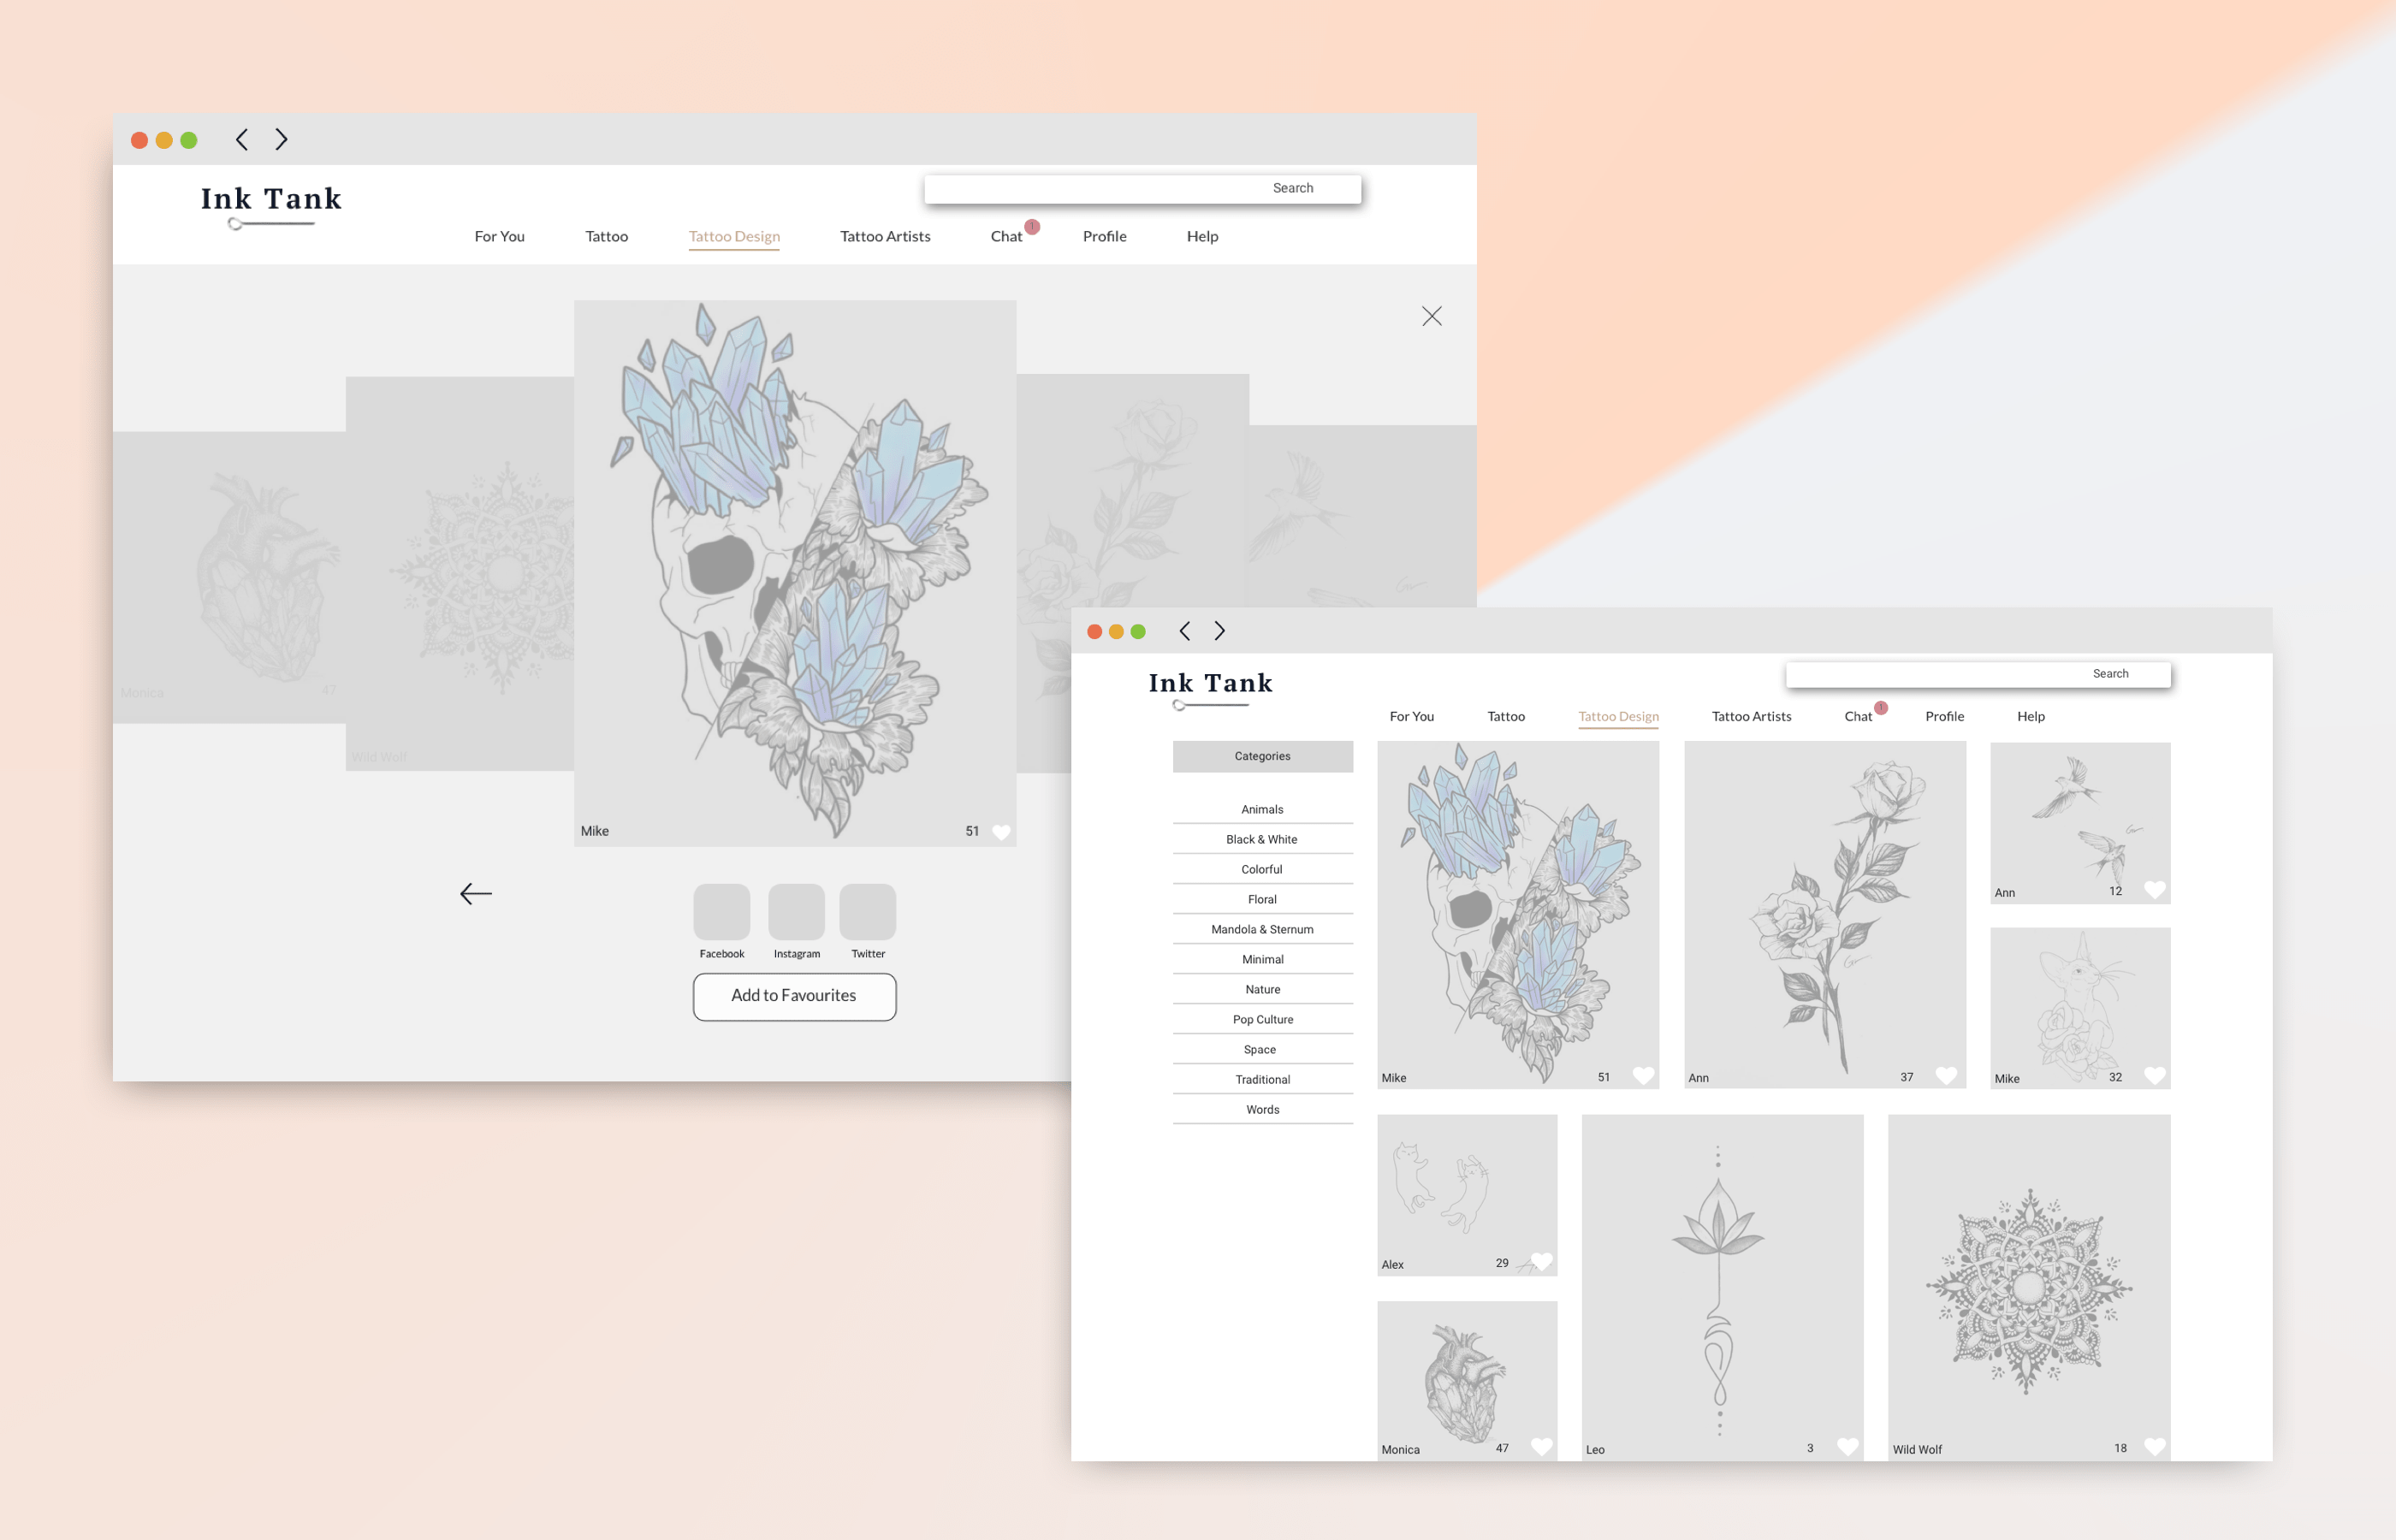 Ink Tank
Search
For You Tattoo Tattoo Design Tattoo Artists Chat 1 Profile Help
Monica 47
Wild Wolf
Mike 51
Facebook Instagram Twitter
Add to Favourites
Ink Tank
Search
For You Tattoo Tattoo Design Tattoo Artists Chat 1 Profile Help
Categories
Animals
Black & White
Colorful
Floral
Mandola & Sternum
Minimal
Nature
Pop Culture
Space
Traditional
Words
Mike 51
Ann 37
Ann 12
Mike 32
Alex 29
Monica 47
Leo 3
Wild Wolf 18